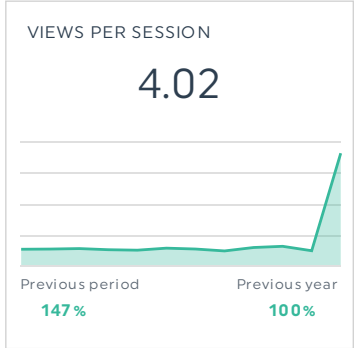 VIEWS PER SESSION
4.02
Previous period Previous year
147% 100%